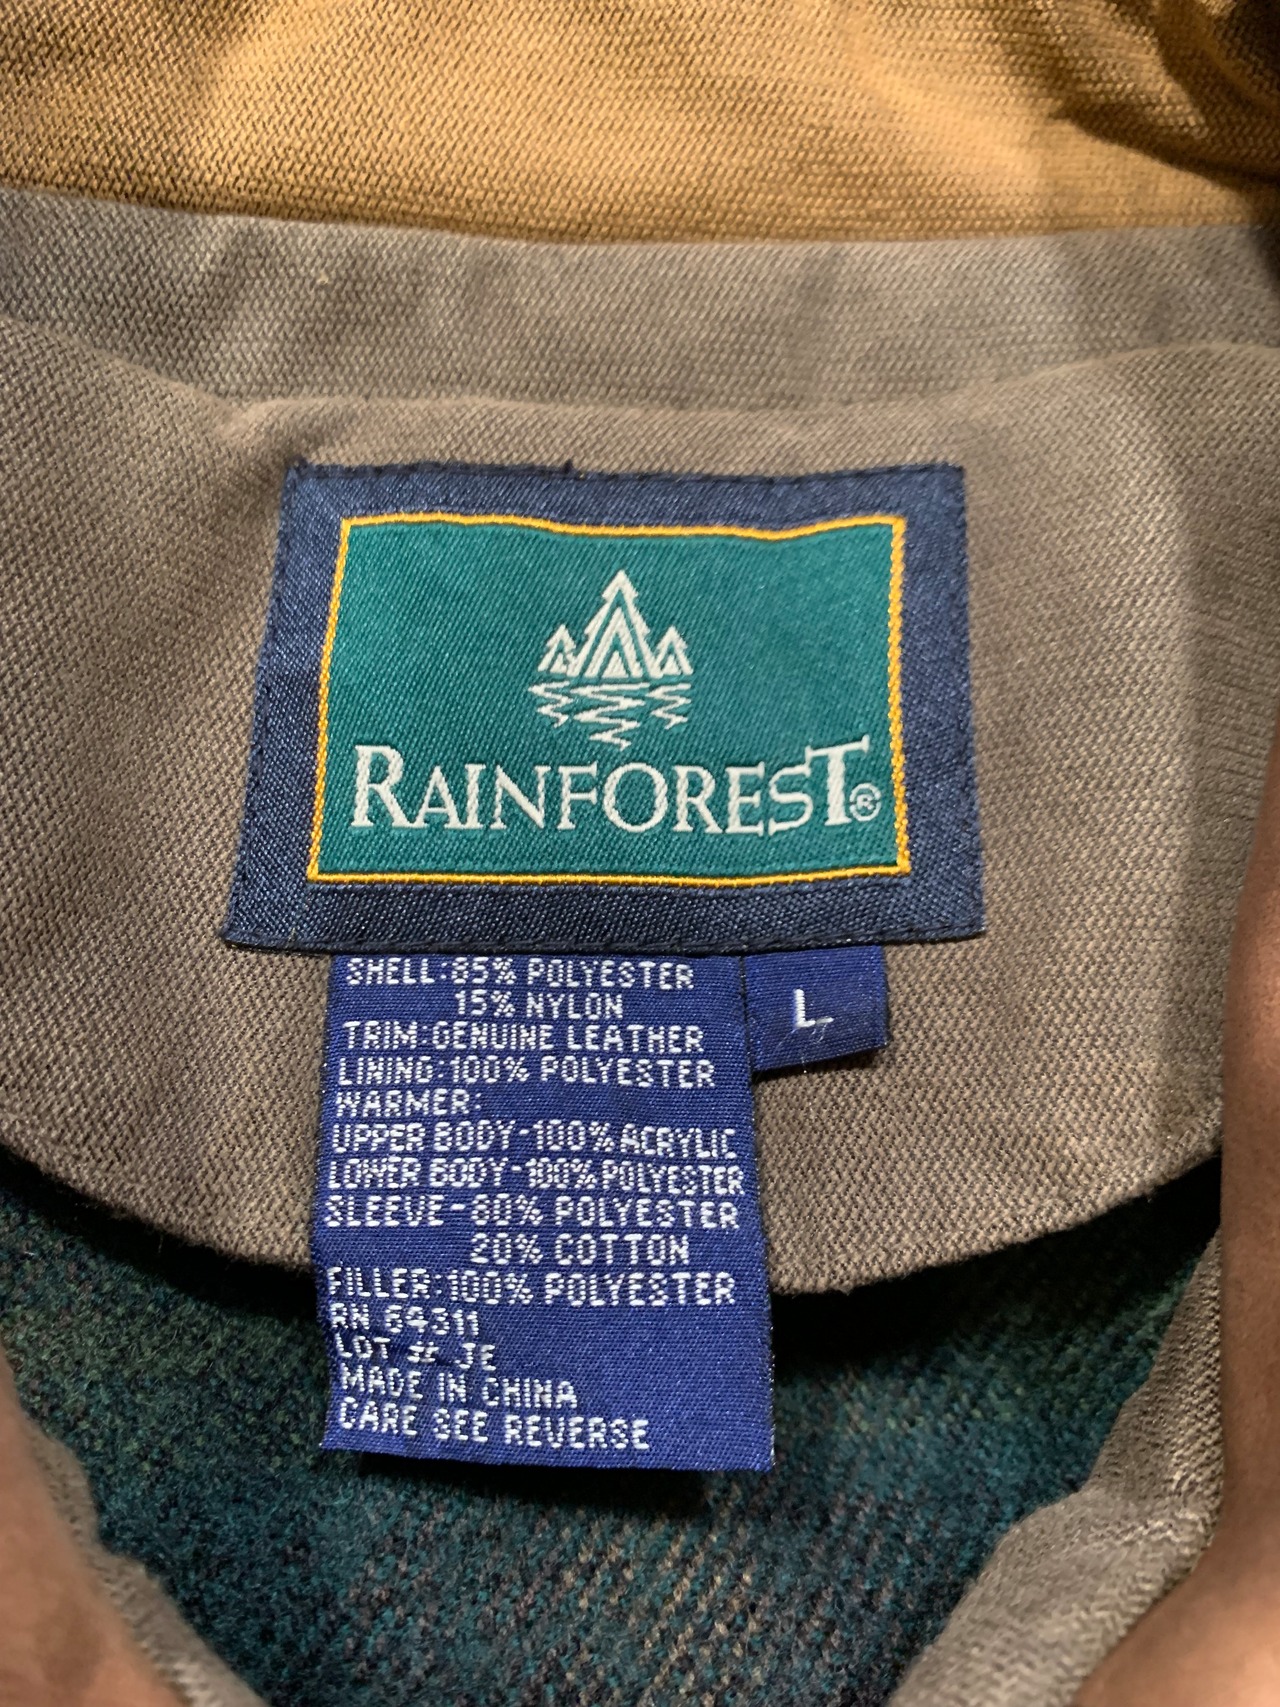 RAINFOREST®
SHELL:85% POLYESTER
15% NYLON
L
TRIM:GENUINE LEATHER
LINING:100% POLYESTER
WARMER:
UPPER BODY-100% ACRYLIC
LOWER BODY-100% POLYESTER
SLEEVE-80% POLYESTER
20% COTTON
FILLER:100% POLYESTER
RN 64311
LOT # JE
MADE IN CHINA
CARE SEE REVERSE